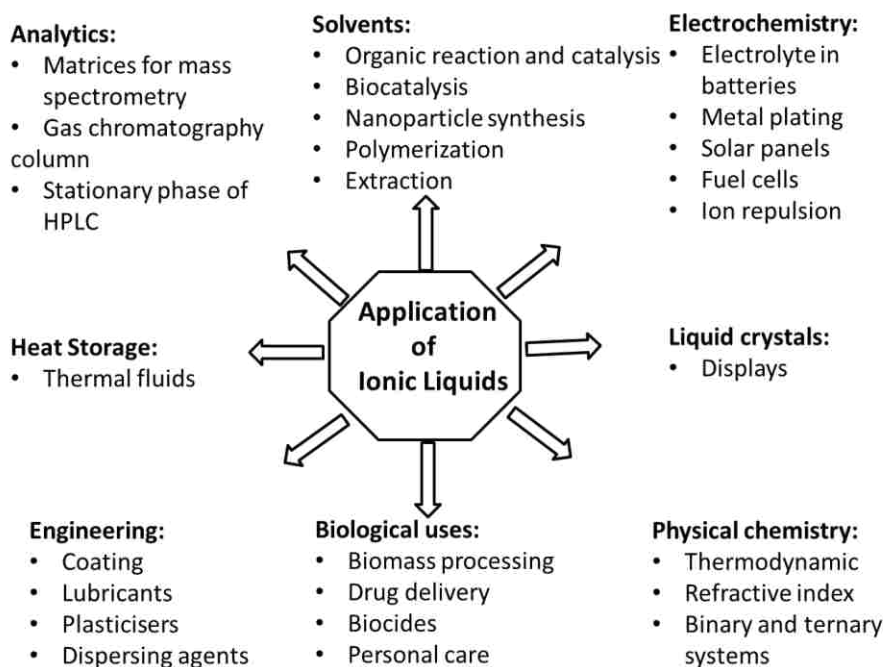 Analytics:
• Matrices for mass
spectrometry
• Gas chromatography
column
• Stationary phase of
HPLC
Solvents:
• Organic reaction and catalysis
• Biocatalysis
• Nanoparticle synthesis
• Polymerization
• Extraction
Electrochemistry:
• Electrolyte in
batteries
• Metal plating
• Solar panels
• Fuel cells
• Ion repulsion
Application
of
Ionic Liquids
Heat Storage:
• Thermal fluids
Liquid crystals:
• Displays
Engineering:
• Coating
• Lubricants
• Plasticisers
• Dispersing agents
Biological uses:
• Biomass processing
• Drug delivery
• Biocides
• Personal care
Physical chemistry:
• Thermodynamic
• Refractive index
• Binary and ternary
systems